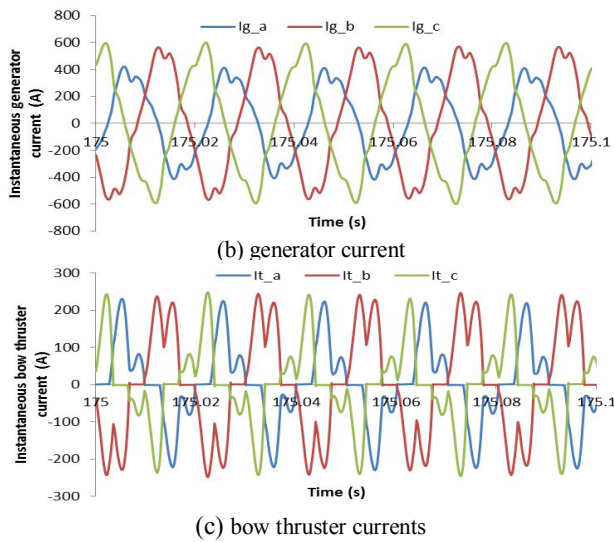 Ig_a Ig_b Ig_c
Instantaneous generator
current (A)
800
600
400
200
0
-200
-400
-600
-800
175 175.02 175.04 175.06 175.08 175.1
Time (s)
(b) generator current
It_a It_b It_c
Instantaneous bow thruster
current (A)
300
200
100
0
-100
-200
-300
175 175.02 175.04 175.06 175.08 175.1
Time (s)
(c) bow thruster currents